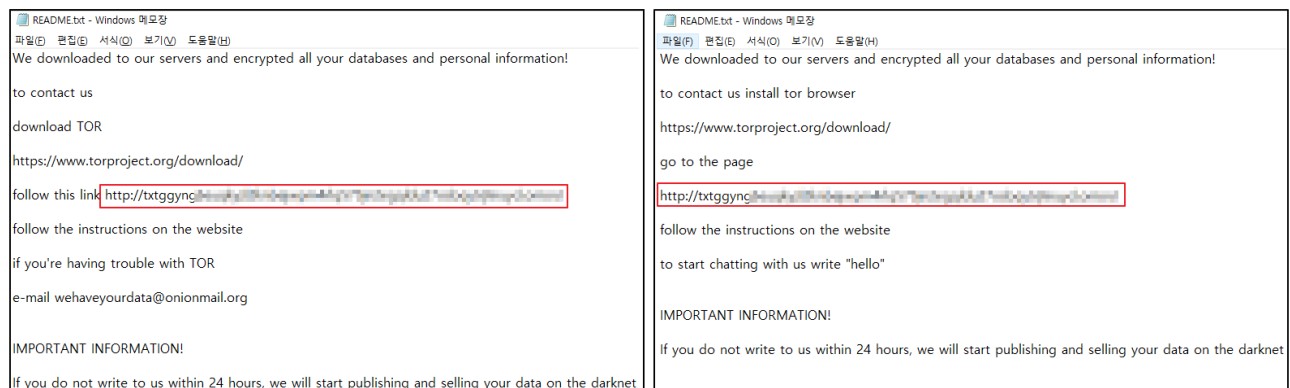 README.txt - Windows 메모장
파일(F) 편집(E) 서식(O) 보기(V) 도움말(H)
We downloaded to our servers and encrypted all your databases and personal information!
to contact us
download TOR
https://www.torproject.org/download/
follow this link http://txtggyng
follow the instructions on the website
if you're having trouble with TOR
e-mail wehaveyourdata@onionmail.org
IMPORTANT INFORMATION!
If you do not write to us within 24 hours, we will start publishing and selling your data on the darknet
README.txt - Windows 메모장
파일(F) 편집(E) 서식(O) 보기(V) 도움말(H)
We downloaded to our servers and encrypted all your databases and personal information!
to contact us install tor browser
https://www.torproject.org/download/
go to the page
http://txtggyng
follow the instructions on the website
to start chatting with us write "hello"
IMPORTANT INFORMATION!
If you do not write to us within 24 hours, we will start publishing and selling your data on the darknet